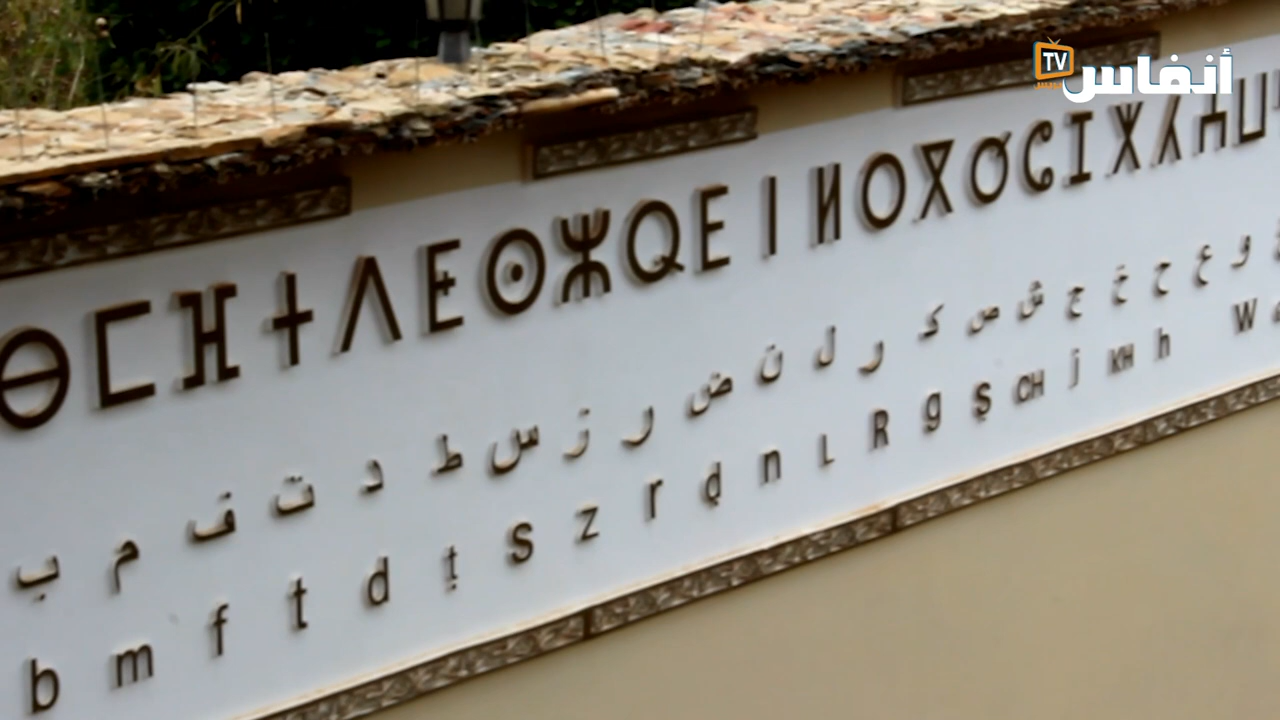 أنفاس TV
ⴱ ⵎ ⴼ ⵜ ⴷ ⵟ ⵙ ⵣ ⵕ ⴹ ⵏ ⵍ ⵔ ⴳ ⵚ ⵛ ⵊ ⵅ ⵃ ⵄ ⵡ
ب م ف ت د ط س ز ر ض ن ل ر ك ص ش ج خ ح ع و
b m f t d ṭ S z r ḍ n L R g Ṣ CH j KH h W